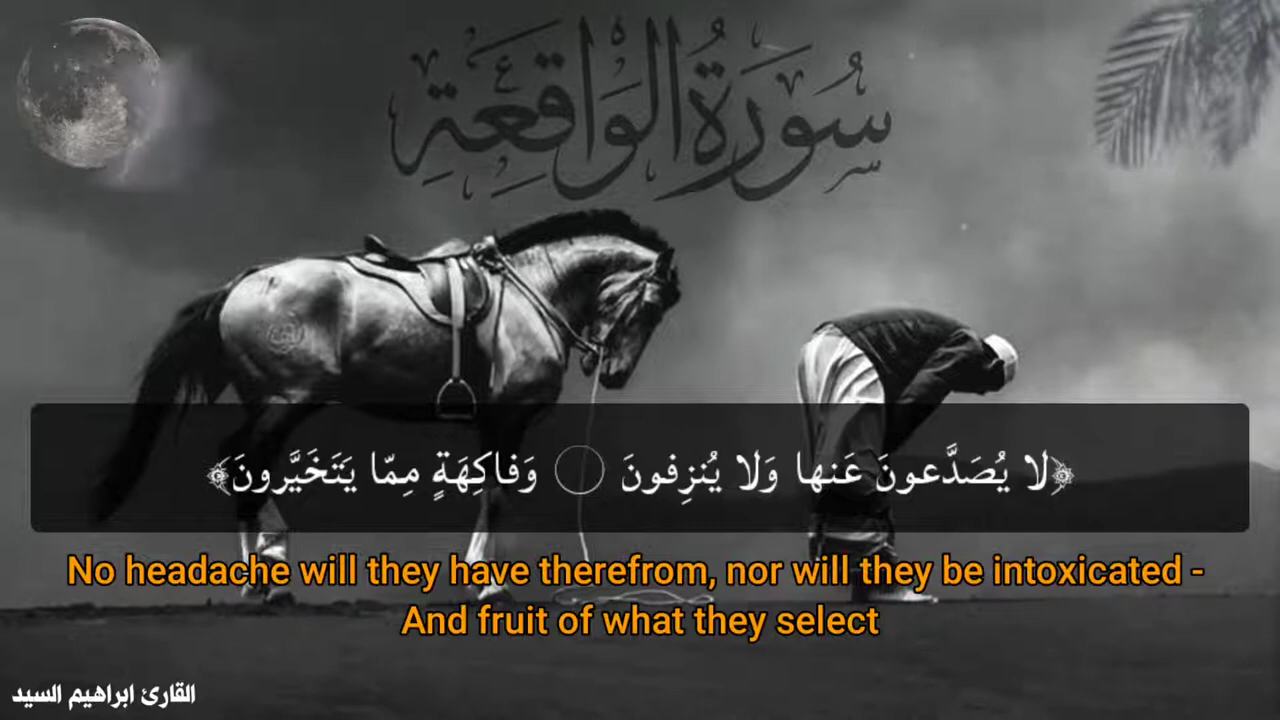 سُورَةُ الْوَاقِعَةِ
﴿لا يُصَدَّعونَ عَنها وَلا يُنزِفونَ ۝ وَفاكِهَةٍ مِمّا يَتَخَيَّرونَ﴾
No headache will they have therefrom, nor will they be intoxicated -
And fruit of what they select
القارئ ابراهيم السيد